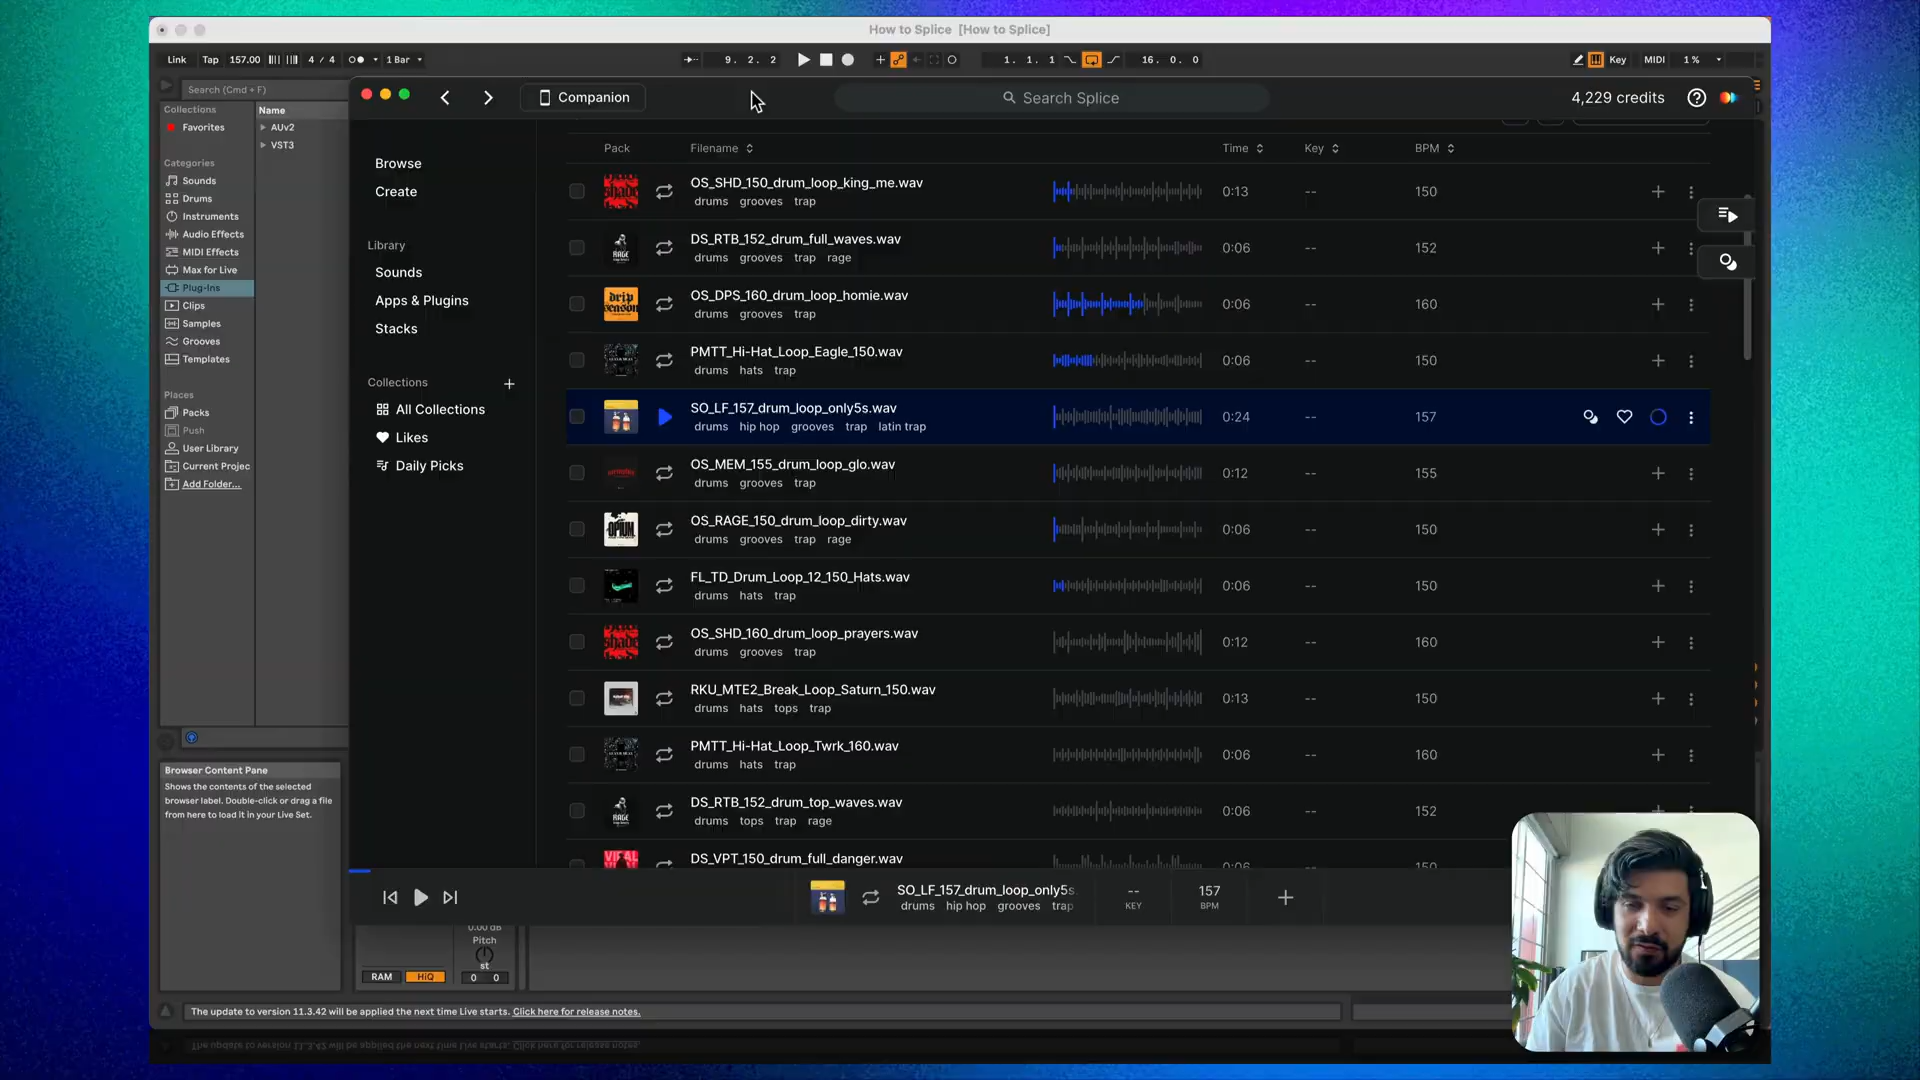 How to Splice [How to Splice]
Link Tap 157.00 4 / 4 1 Bar 9. 2. 2 1. 1. 1 16. 0. 0 Key MIDI 1 %
Search (Cmd + F)
Collections
Favorites
Categories
Sounds
Drums
Instruments
Audio Effects
MIDI Effects
Max for Live
Plug-Ins
Clips
Samples
Grooves
Templates
Places
Packs
Push
User Library
Current Projec
Add Folder...
Name
AUv2
VST3
Companion
Search Splice
4,229 credits
Browse
Create
Library
Sounds
Apps & Plugins
Stacks
Collections +
All Collections
Likes
Daily Picks
Pack Filename Time Key BPM
OS_SHD_150_drum_loop_king_me.wav
drums grooves trap
0:13 -- 150
DS_RTB_152_drum_full_waves.wav
drums grooves trap rage
0:06 -- 152
OS_DPS_160_drum_loop_homie.wav
drums grooves trap
0:06 -- 160
PMTT_Hi-Hat_Loop_Eagle_150.wav
drums hats trap
0:06 -- 150
SO_LF_157_drum_loop_only5s.wav
drums hip hop grooves trap latin trap
0:24 -- 157
OS_MEM_155_drum_loop_glo.wav
drums grooves trap
0:12 -- 155
OS_RAGE_150_drum_loop_dirty.wav
drums grooves trap rage
0:06 -- 150
FL_TD_Drum_Loop_12_150_Hats.wav
drums hats trap
0:06 -- 150
OS_SHD_160_drum_loop_prayers.wav
drums grooves trap
0:12 -- 160
RKU_MTE2_Break_Loop_Saturn_150.wav
drums hats tops trap
0:13 -- 150
PMTT_Hi-Hat_Loop_Twrk_160.wav
drums hats trap
0:06 -- 160
DS_RTB_152_drum_top_waves.wav
drums tops trap rage
0:06 -- 152
DS_VPT_150_drum_full_danger.wav
0:06 -- 150
SO_LF_157_drum_loop_only5s.
drums hip hop grooves trap
--
KEY
157
BPM
Browser Content Pane
Shows the contents of the selected
browser label. Double-click or drag a file
from here to load it in your Live Set.
0.00 dB
Pitch
st
RAM HiQ 0 0
The update to version 11.3.42 will be applied the next time Live starts. Click here for release notes.